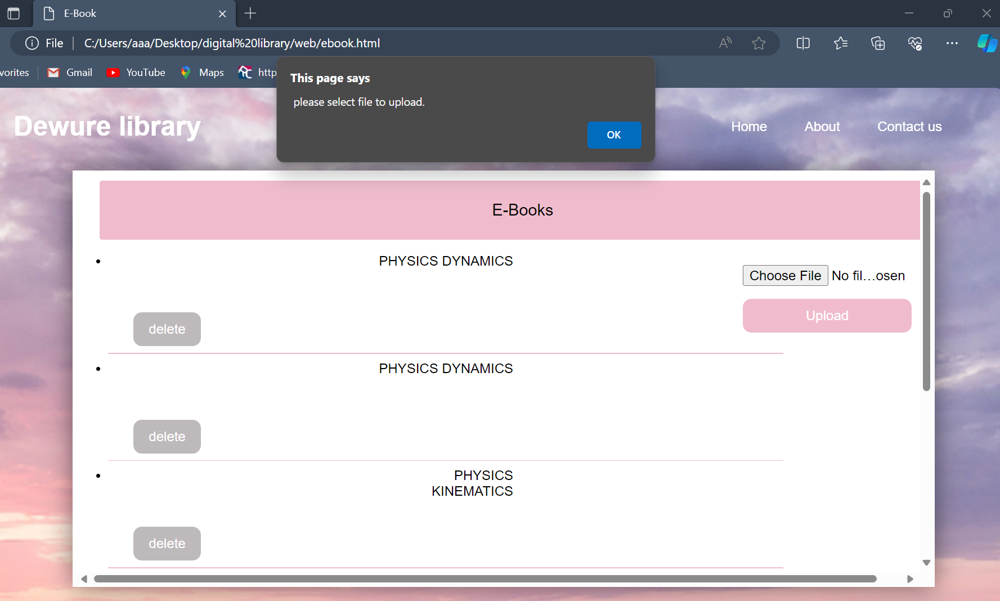 E-Book
File
C:/Users/aaa/Desktop/digital%20library/web/ebook.html
vorites
Gmail
YouTube
Maps
http
This page says
please select file to upload.
OK
Dewure library
Home
About
Contact us
E-Books
PHYSICS DYNAMICS
Choose File No fil...osen
Upload
delete
PHYSICS DYNAMICS
delete
PHYSICS
KINEMATICS
delete